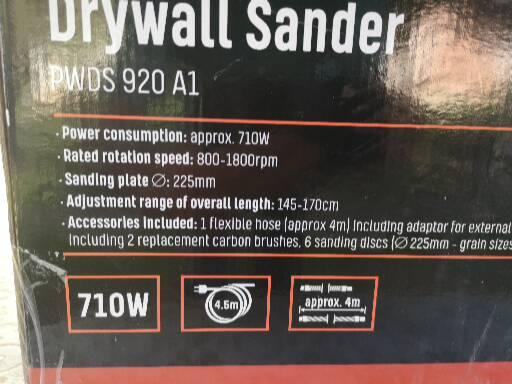 Drywall Sander
PWDS 920 A1
· Power consumption: approx. 710W
· Rated rotation speed: 800-1800rpm
· Sanding plate ∅: 225mm
· Adjustment range of overall length: 145-170cm
· Accessories included: 1 flexible hose (approx 4m) including adaptor for external
including 2 replacement carbon brushes, 6 sanding discs (∅ 225mm - grain sizes
710W
4.5m
approx. 4m